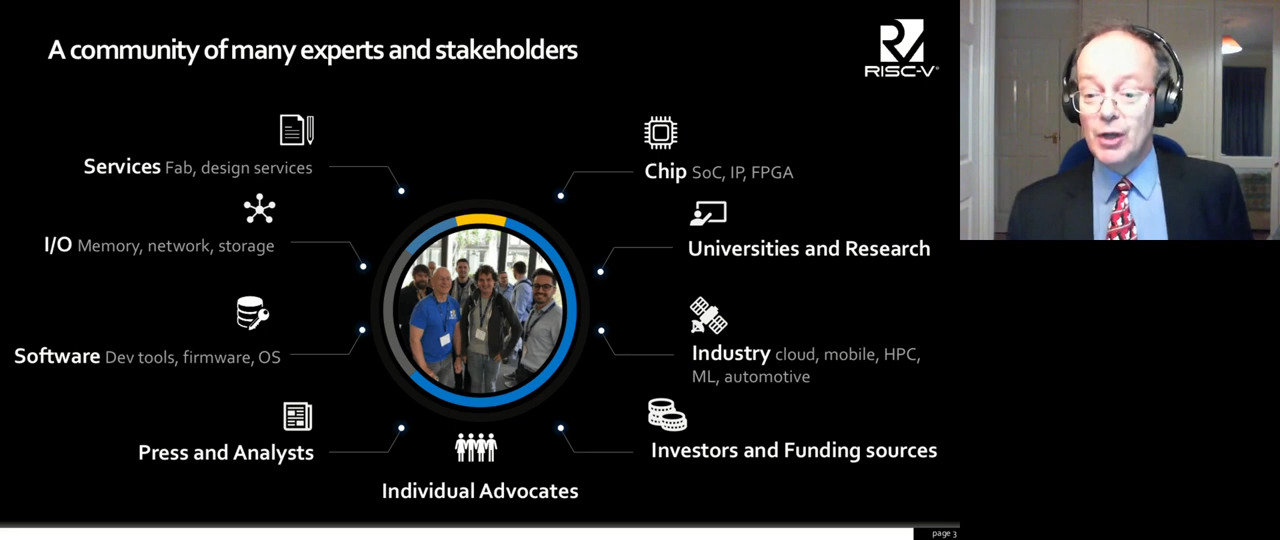 A community of many experts and stakeholders
RISC-V®
Services Fab, design services
Chip SoC, IP, FPGA
I/O Memory, network, storage
Universities and Research
Software Dev tools, firmware, OS
Industry cloud, mobile, HPC,
ML, automotive
Press and Analysts
Investors and Funding sources
Individual Advocates
page 3